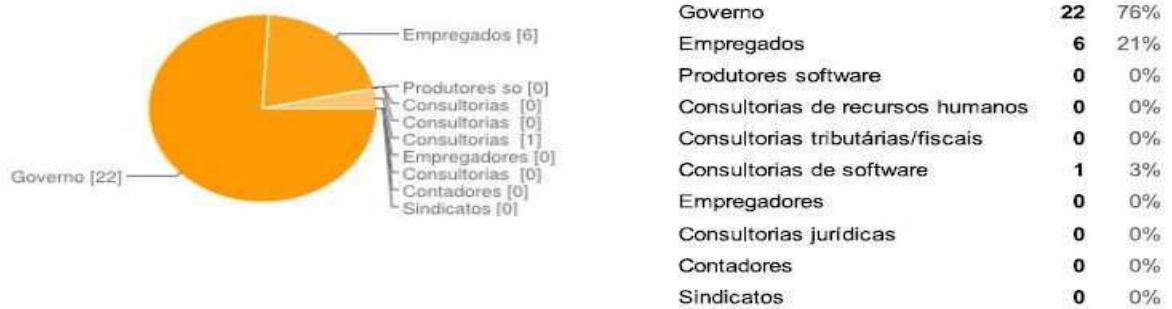 Empregados [6]
Produtores so [0]
Consultorias [0]
Consultorias [0]
Consultorias [1]
Empregadores [0]
Consultorias [0]
Contadores [0]
Sindicatos [0]
Governo [22]
Governo 22 76%
Empregados 6 21%
Produtores software 0 0%
Consultorias de recursos humanos 0 0%
Consultorias tributárias/fiscais 0 0%
Consultorias de software 1 3%
Empregadores 0 0%
Consultorias jurídicas 0 0%
Contadores 0 0%
Sindicatos 0 0%